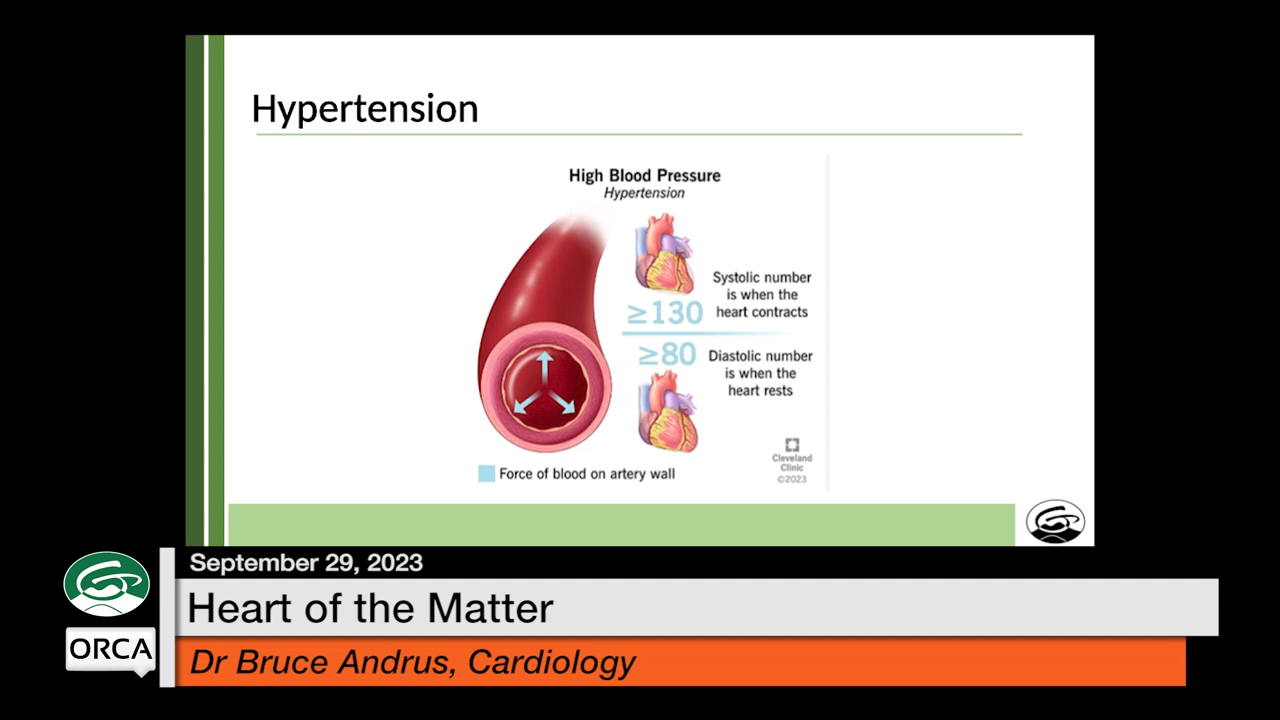 Hypertension
High Blood Pressure
Hypertension
Systolic number
is when the
heart contracts
≥130
≥80
Diastolic number
is when the
heart rests
Cleveland
Clinic
©2023
Force of blood on artery wall
September 29, 2023
Heart of the Matter
ORCA
Dr Bruce Andrus, Cardiology